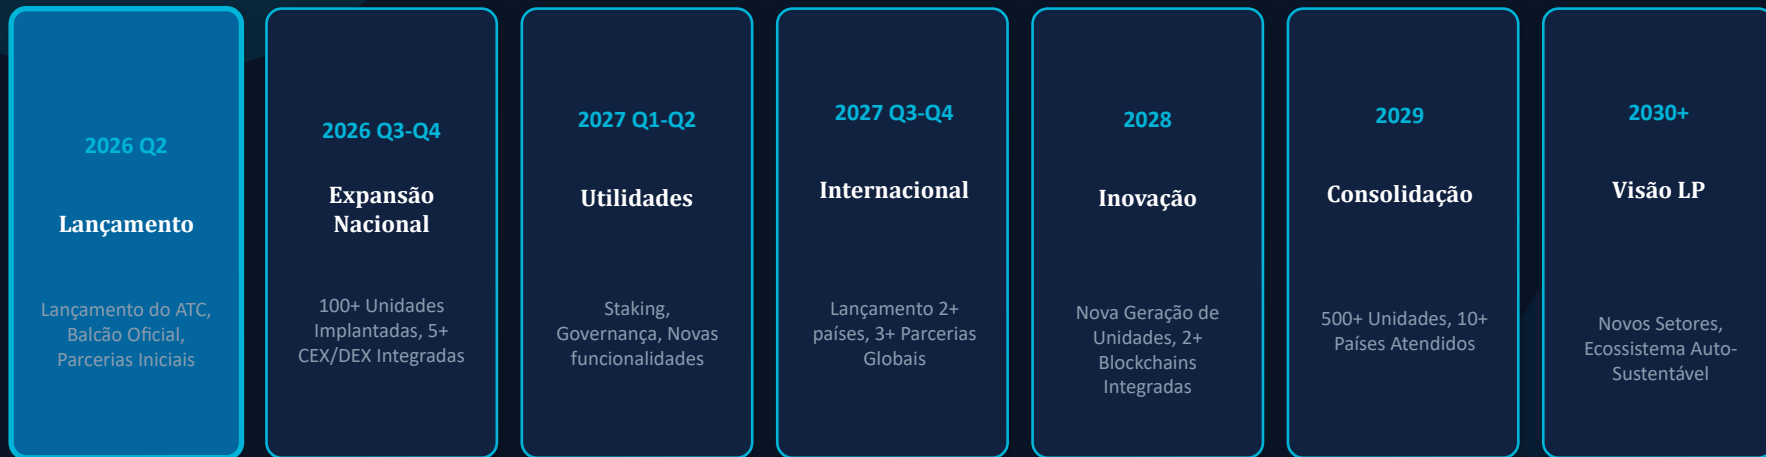 2026 Q2
Lançamento
Lançamento do ATC,
Balcão Oficial,
Parcerias Iniciais
2026 Q3-Q4
Expansão
Nacional
100+ Unidades
Implantadas, 5+
CEX/DEX Integradas
2027 Q1-Q2
Utilidades
Staking,
Governança, Novas
funcionalidades
2027 Q3-Q4
Internacional
Lançamento 2+
países, 3+ Parcerias
Globais
2028
Inovação
Nova Geração de
Unidades, 2+
Blockchains
Integradas
2029
Consolidação
500+ Unidades, 10+
Países Atendidos
2030+
Visão LP
Novos Setores,
Ecossistema Auto-
Sustentável